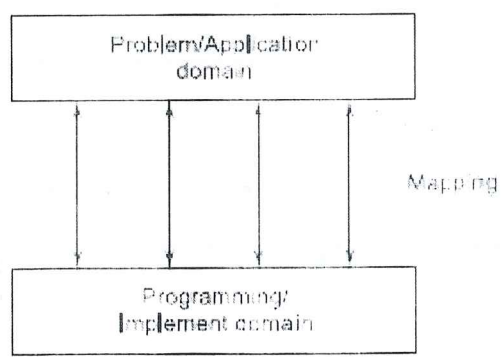 Problem/Application
domain
Mapping
Programming/
Implement domain